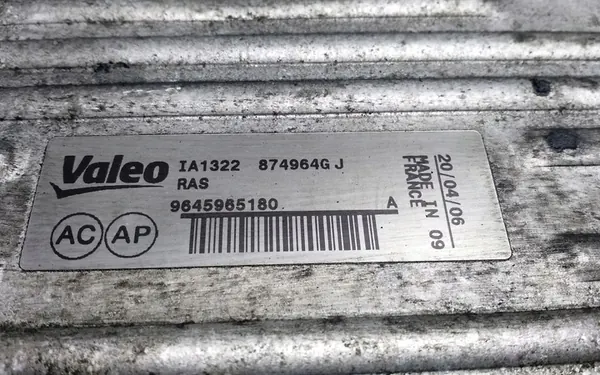 Valeo
IA1322 874964G J
RAS
9645965180 A
AC AP
20/04/06
MADE IN 09
FRANCE